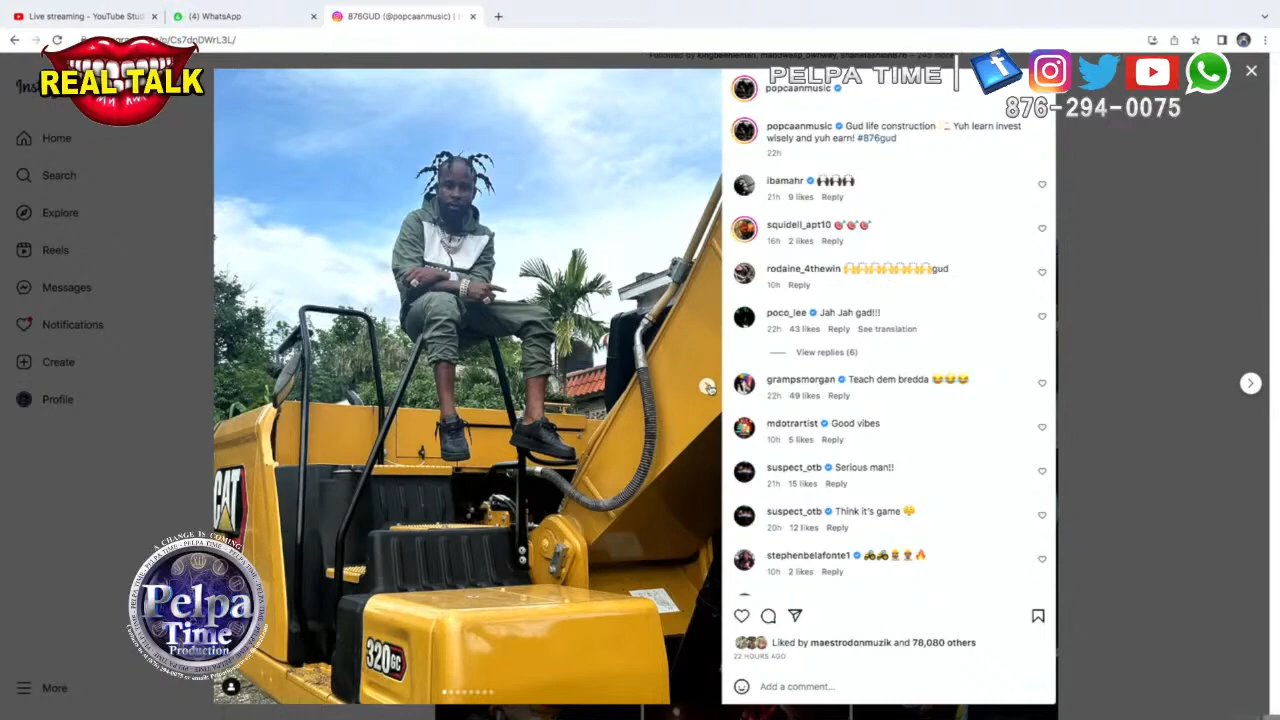 Live streaming - YouTube Stud
(4) WhatsApp
876GUD (@popcaanmusic) |
/p/Cs7dnDWrL3L/
REAL TALK
PELPA TIME |
876-294-0075
Home
Search
Explore
Reels
Messages
Notifications
Create
Profile
More
popcaanmusic
popcaanmusic Gud life construction Yuh learn invest
wisely and yuh earn! #876gud
22h
ibamahr
21h 9 likes Reply
squidell_apt10 🎯🎯🎯
16h 2 likes Reply
rodaine_4thewin gud
10h Reply
poco_lee Jah Jah gad!!!
22h 43 likes Reply See translation
View replies (6)
grampsmorgan Teach dem bredda 😂😂😂
22h 49 likes Reply
mdotrartist Good vibes
10h 5 likes Reply
suspect_otb Serious man!!
21h 15 likes Reply
suspect_otb Think it's game
20h 12 likes Reply
stephenbelafonte1
10h 2 likes Reply
Liked by maestrodonmuzik and 78,080 others
22 HOURS AGO
Add a comment...
CAT
320 GC
A CHANGE IS COMING
Pelpa
Time
Production